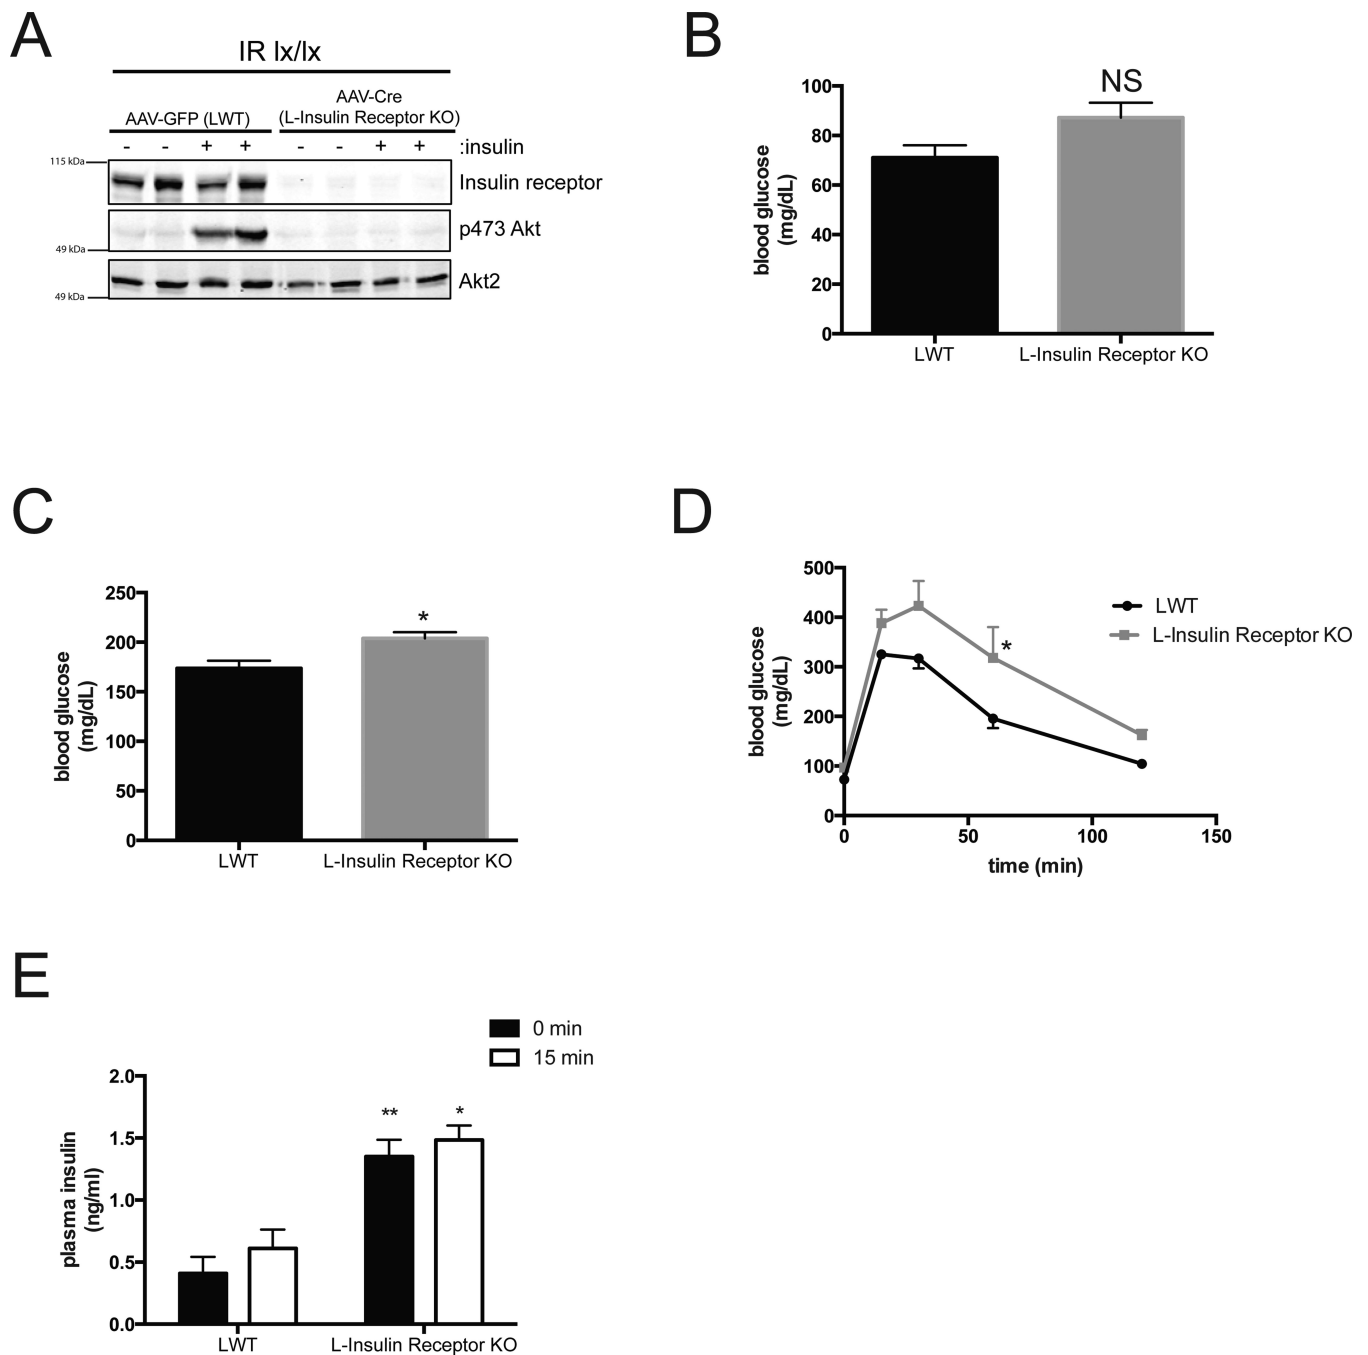 A
IR lx/lx
AAV-GFP (LWT)
AAV-Cre
(L-Insulin Receptor KO)
- - + + - - + + :insulin
115 kDa
Insulin receptor
p473 Akt
49 kDa
Akt2
49 kDa
B
NS
100
80
60
40
20
0
blood glucose
(mg/dL)
LWT
L-Insulin Receptor KO
C
*
250
200
150
100
50
0
blood glucose
(mg/dL)
LWT
L-Insulin Receptor KO
D
500
400
300
200
100
0
blood glucose
(mg/dL)
*
LWT
L-Insulin Receptor KO
0 50 100 150
time (min)
E
0 min
15 min
2.0
1.5
1.0
0.5
0.0
plasma insulin
(ng/ml)
** *
LWT
L-Insulin Receptor KO